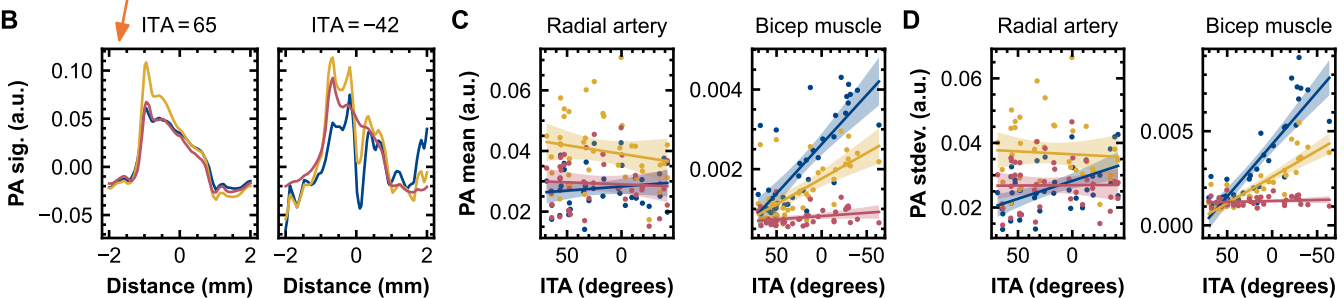 B
ITA = 65
ITA = −42
PA sig. (a.u.)
0.10
0.05
0.00
−0.05
−2
0
2
−2
0
2
Distance (mm)
Distance (mm)
C
Radial artery
Bicep muscle
PA mean (a.u.)
0.06
0.04
0.02
0.004
0.002
50
0
50
0
−50
ITA (degrees)
ITA (degrees)
D
Radial artery
Bicep muscle
PA stdev. (a.u.)
0.06
0.04
0.02
0.005
0.000
50
0
50
0
−50
ITA (degrees)
ITA (degrees)